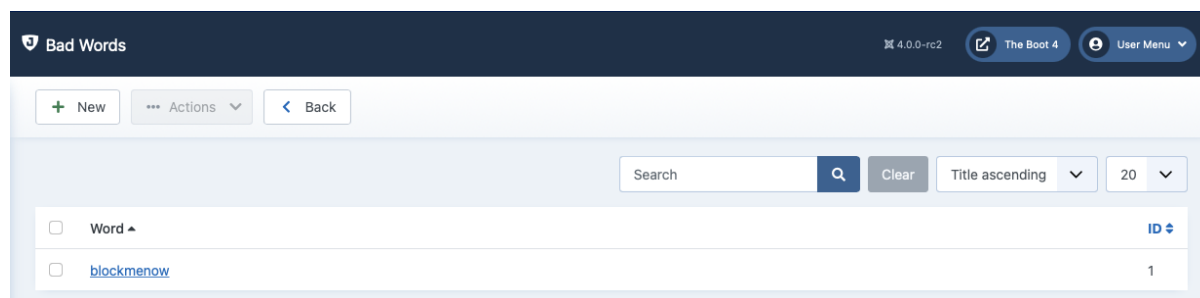 Bad Words 4.0.0-rc2 The Boot 4 User Menu
New Actions Back
Search Clear Title ascending 20
Word ID
blockmenow 1